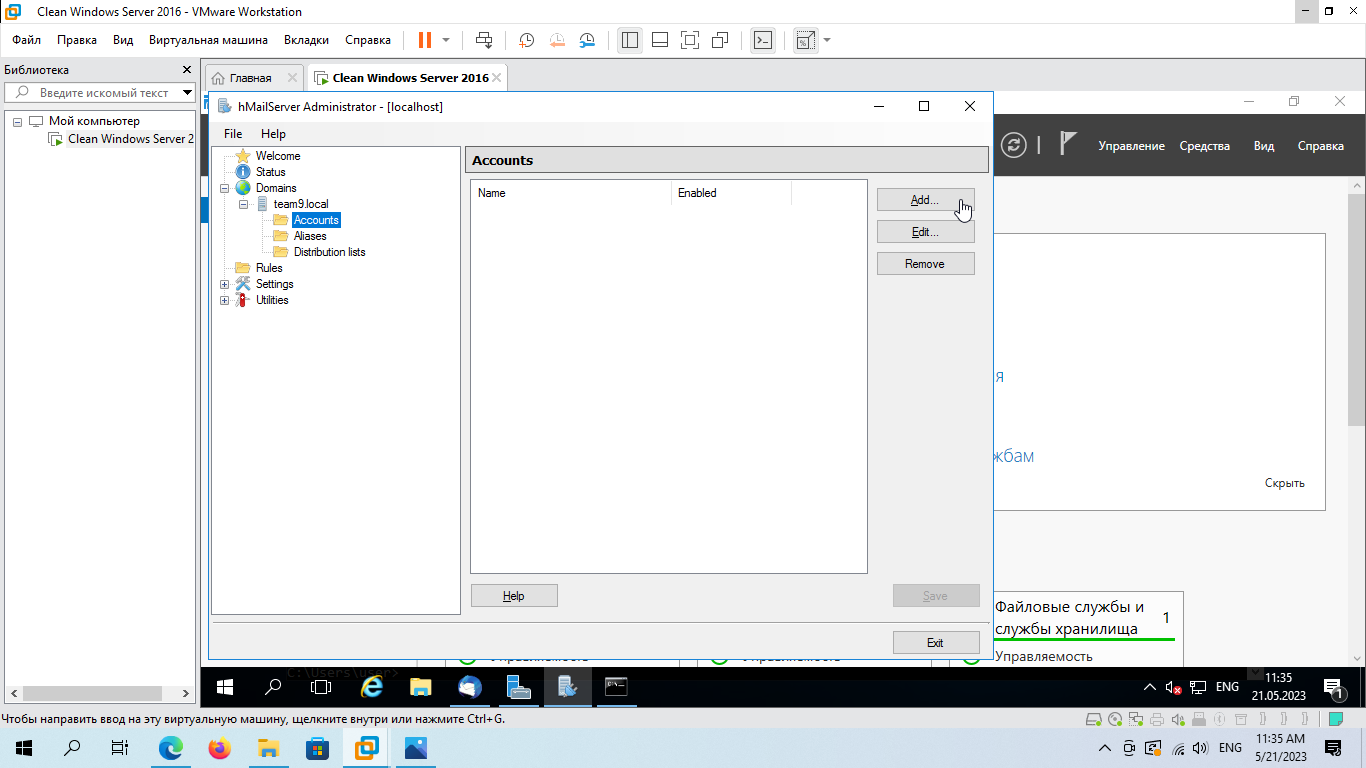 Clean Windows Server 2016 - VMware Workstation
Файл Правка Вид Виртуальная машина Вкладки Справка
Библиотека
Введите искомый текст
Мой компьютер
Clean Windows Server 2
Главная
Clean Windows Server 2016
hMailServer Administrator - [localhost]
File Help
Welcome
Status
Domains
team9.local
Accounts
Aliases
Distribution lists
Rules
Settings
Utilities
Accounts
Name Enabled
Add...
Edit...
Remove
Help
Save
Exit
Управление Средства Вид Справка
я
жбам
Скрыть
Файловые службы и
службы хранилища
1
Управляемость
C:\Users\user>
ENG
11:35
21.05.2023
1
Чтобы направить ввод на эту виртуальную машину, щелкните внутри или нажмите Ctrl+G.
ENG
11:35 AM
5/21/2023